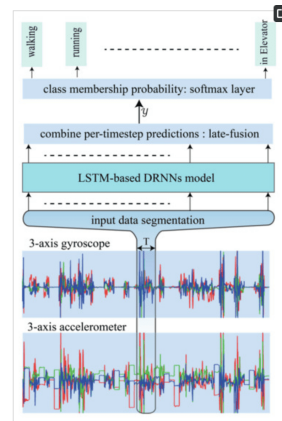 walking
running
in Elevator
class membership probability: softmax layer
y
combine per-timestep predictions : late-fusion
LSTM-based DRNNs model
input data segmentation
T
3-axis gyroscope
3-axis accelerometer